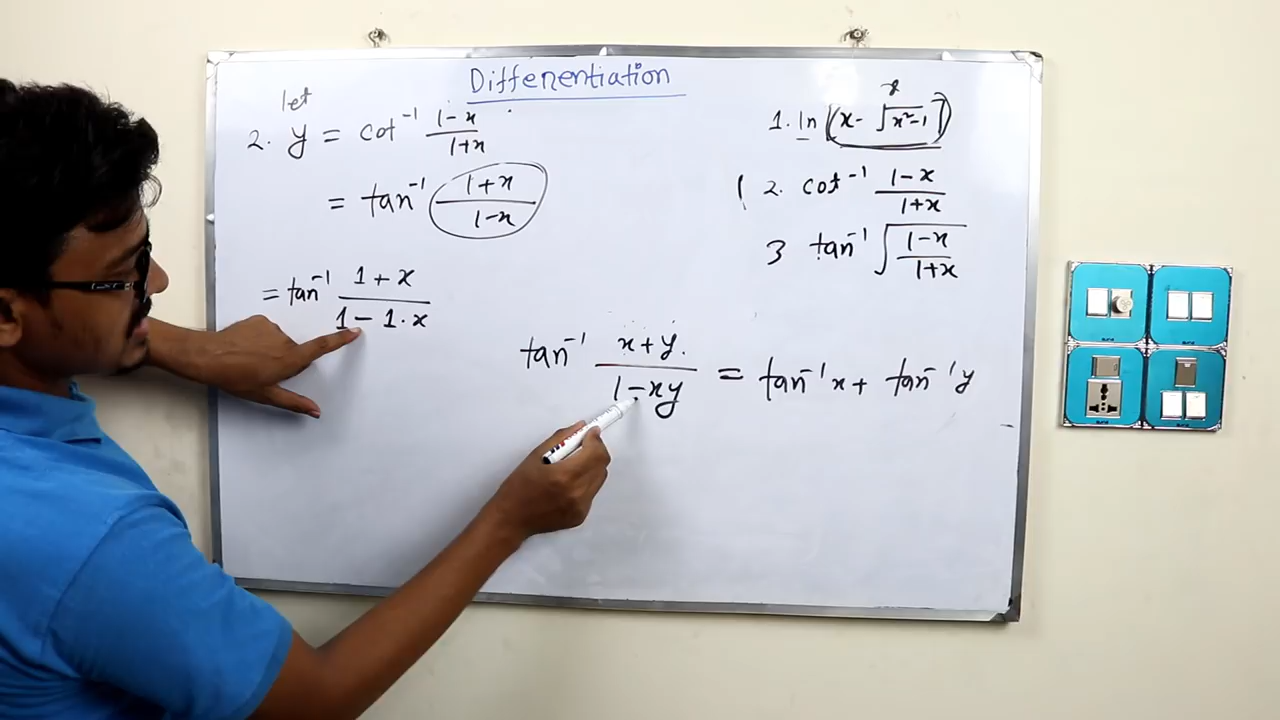 Differentiation
let
2. y = cot⁻¹ (1-x)/(1+x)
= tan⁻¹ (1+x)/(1-x)
= tan⁻¹ (1+x)/(1-1·x)
tan⁻¹ (x+y)/(1-xy) = tan⁻¹x + tan⁻¹y
1. ln (x-√(x²-1))
2. cot⁻¹ (1-x)/(1+x)
3 tan⁻¹ √((1-x)/(1+x))